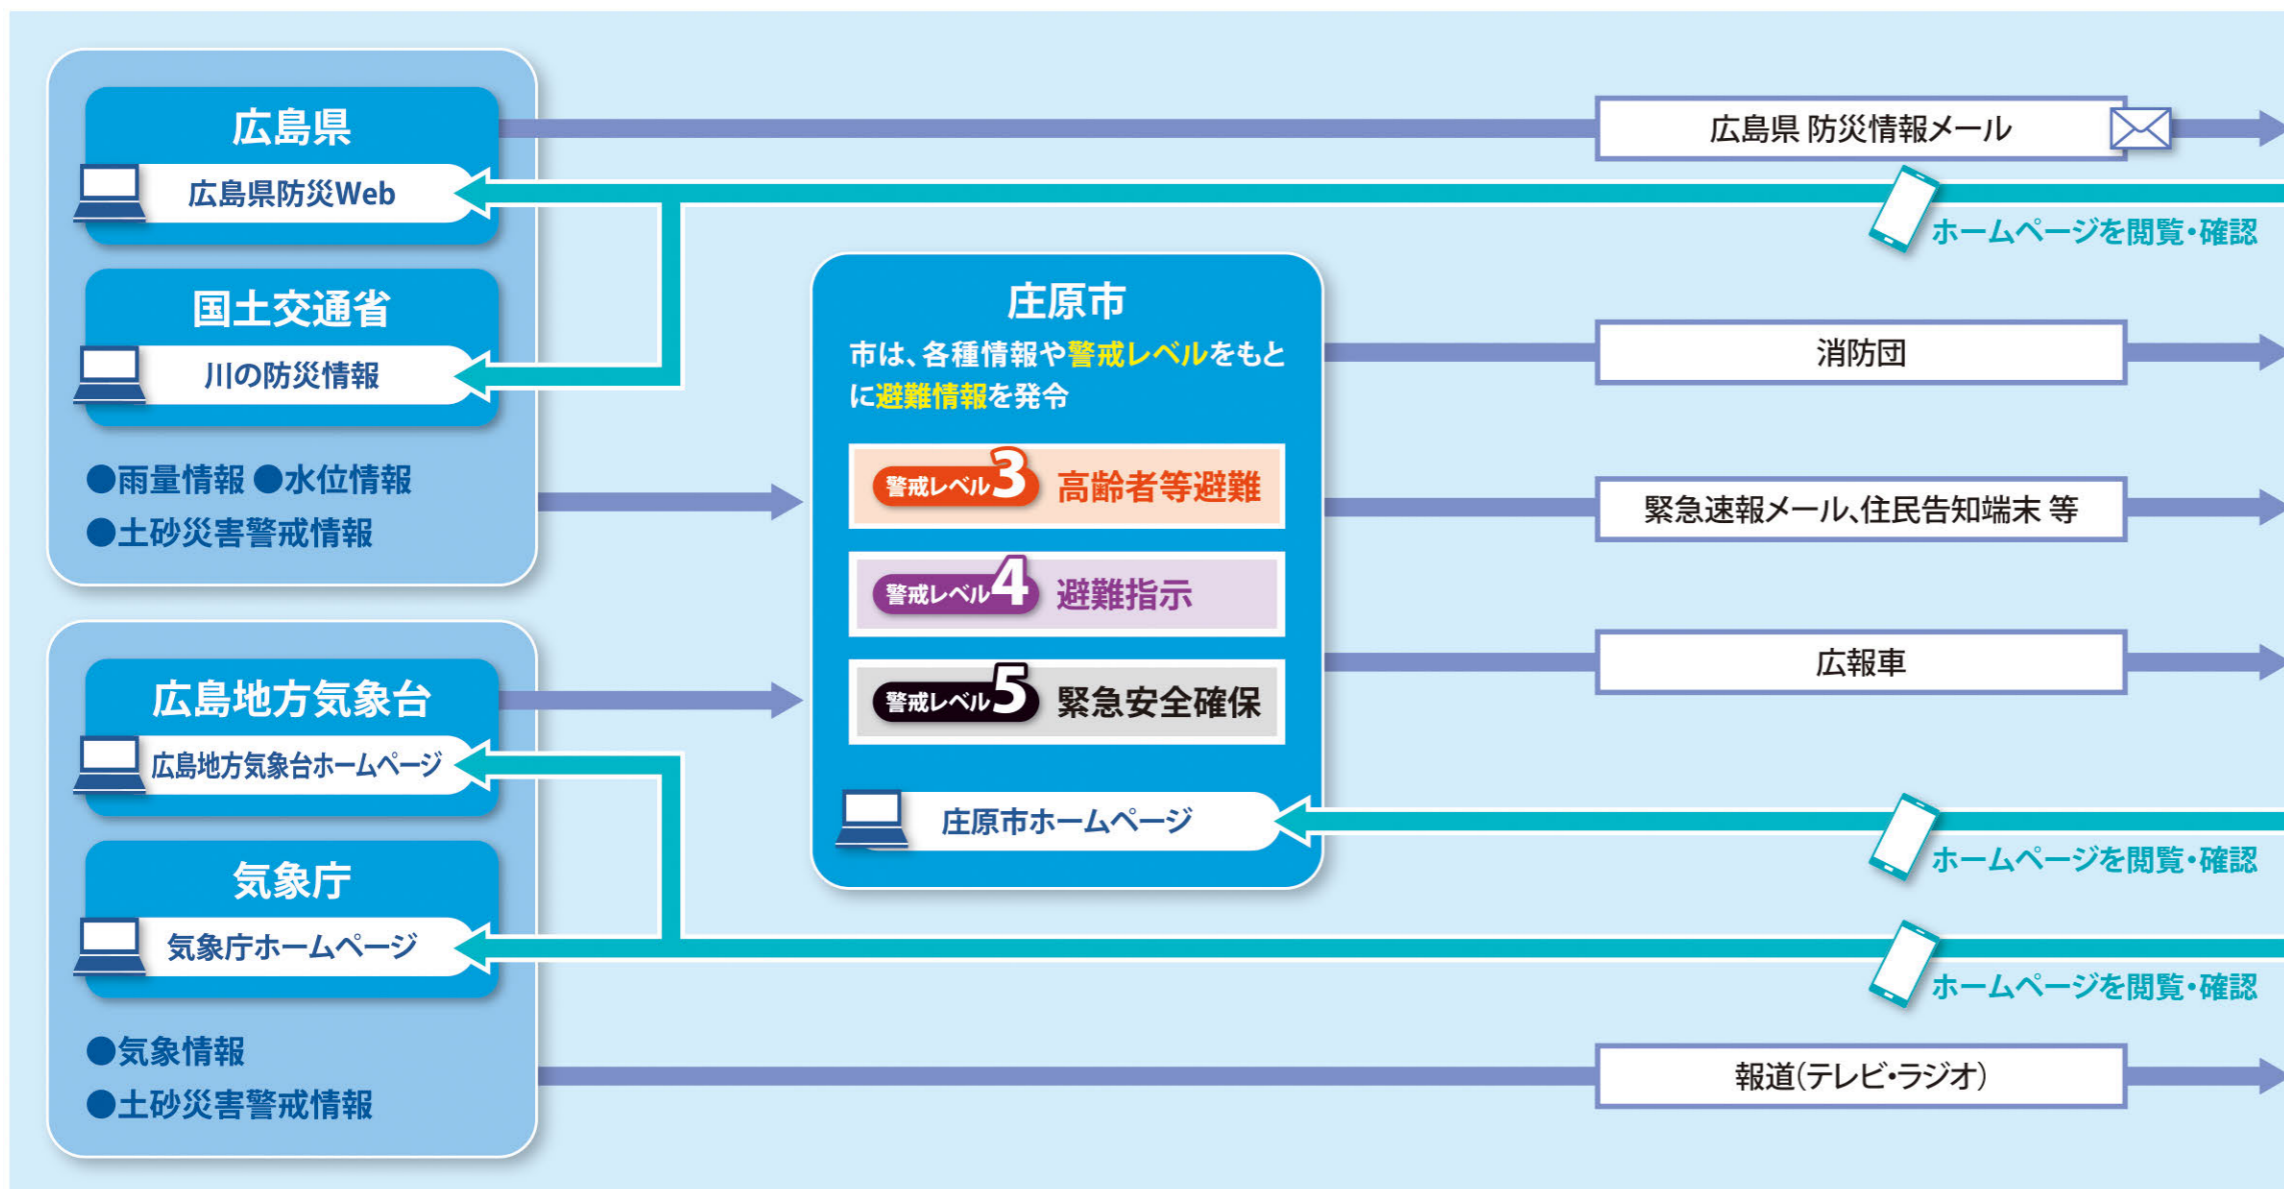 広島県
広島県防災Web
国土交通省
川の防災情報
●雨量情報 ●水位情報
●土砂災害警戒情報
広島地方気象台
広島地方気象台ホームページ
気象庁
気象庁ホームページ
●気象情報
●土砂災害警戒情報
庄原市
市は、各種情報や警戒レベルをもと
に避難情報を発令
警戒レベル3 高齢者等避難
警戒レベル4 避難指示
警戒レベル5 緊急安全確保
庄原市ホームページ
広島県 防災情報メール
ホームページを閲覧・確認
消防団
緊急速報メール、住民告知端末 等
広報車
ホームページを閲覧・確認
ホームページを閲覧・確認
報道(テレビ・ラジオ)